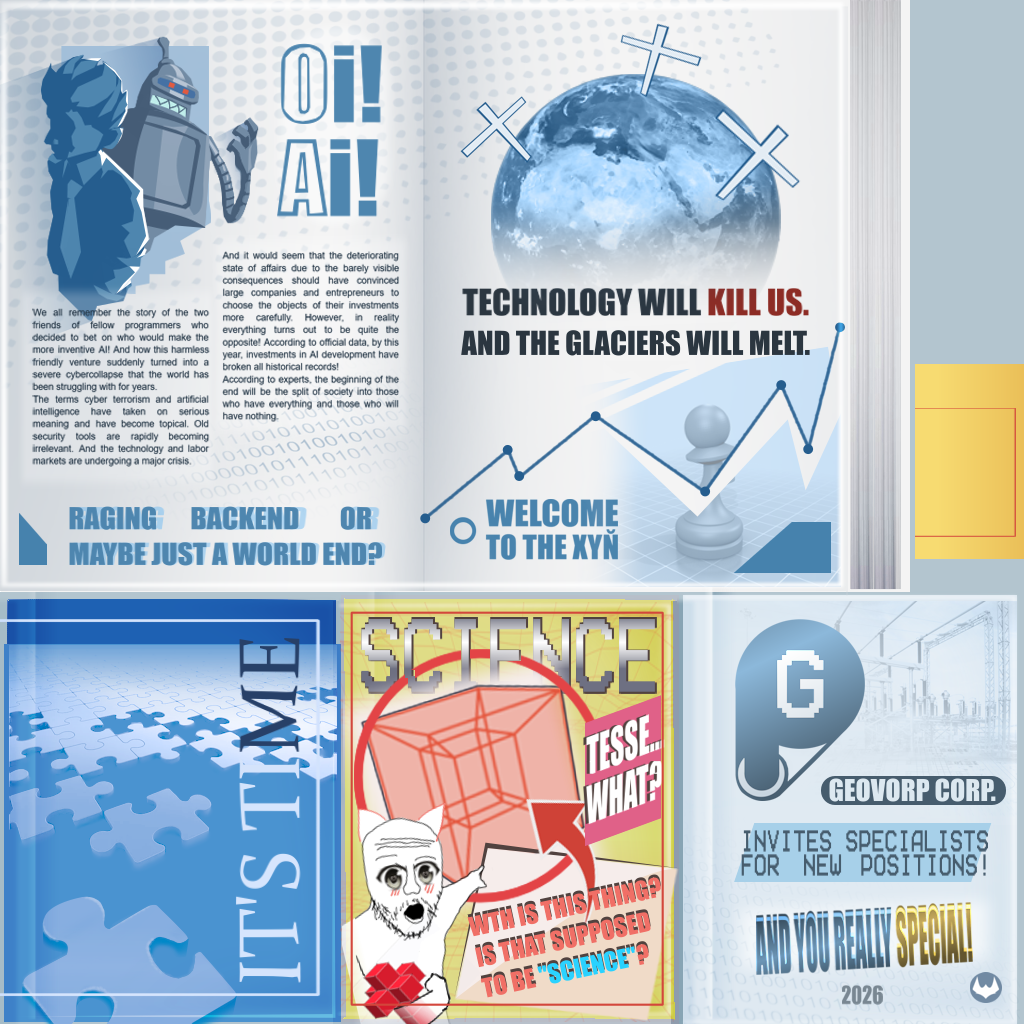 Oi!
Ai!
We all remember the story of the two
friends of fellow programmers who
decided to bet on who would make the
more inventive AI! And how this harmless
friendly venture suddenly turned into a
severe cybercollapse that the world has
been struggling with for years.
The terms cyber terrorism and artificial
intelligence have taken on serious
meaning and have become topical. Old
security tools are rapidly becoming
irrelevant. And the technology and labor
markets are undergoing a major crisis.
And it would seem that the deteriorating
state of affairs due to the barely visible
consequences should have convinced
large companies and entrepreneurs to
choose the objects of their investments
more carefully. However, in reality
everything turns out to be quite the
opposite! According to official data, by this
year, investments in AI development have
broken all historical records!
According to experts, the beginning of the
end will be the split of society into those
who have everything and those who will
have nothing.
RAGING BACKEND OR
MAYBE JUST A WORLD END?
TECHNOLOGY WILL KILL US.
AND THE GLACIERS WILL MELT.
WELCOME
TO THE XYŇ
IT'S TIME
SCIENCE
TESSE..
WHAT?
WTH IS THIS THING?
IS THAT SUPPOSED
TO BE "SCIENCE"?
G
GEOVORP CORP.
INVITES SPECIALISTS
FOR NEW POSITIONS!
AND YOU REALLY SPECIAL!
2026